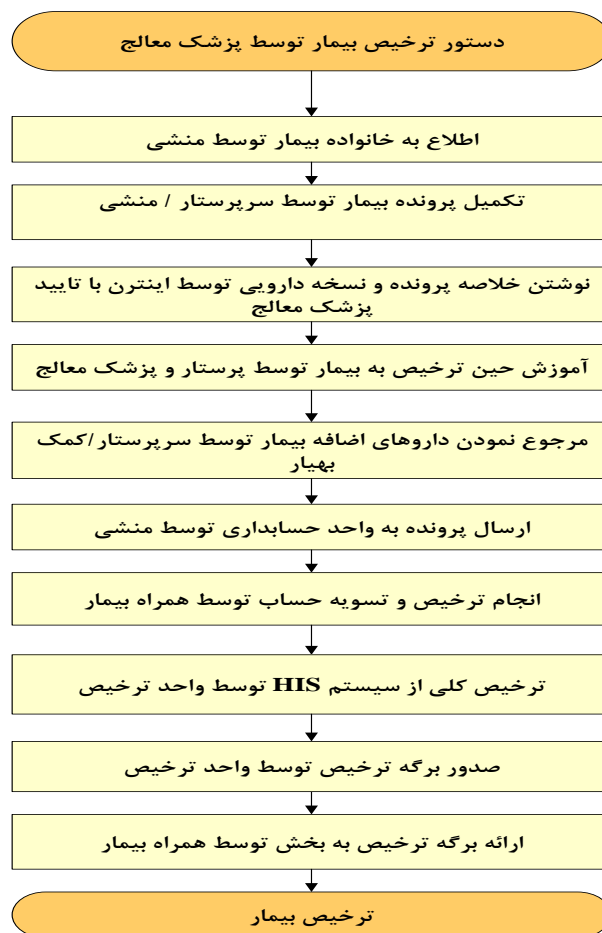 دستور ترخیص بیمار توسط پزشک معالج
اطلاع به خانواده بیمار توسط منشی
تکمیل پرونده بیمار توسط سرپرستار / منشی
نوشتن خلاصه پرونده و نسخه دارویی توسط اینترن با تایید
پزشک معالج
آموزش حین ترخیص به بیمار توسط پرستار و پزشک معالج
مرجوع نمودن داروهای اضافه بیمار توسط سرپرستار/کمک
بهیار
ارسال پرونده به واحد حسابداری توسط منشی
انجام ترخیص و تسویه حساب توسط همراه بیمار
ترخیص کلی از سیستم HIS توسط واحد ترخیص
صدور برگه ترخیص توسط واحد ترخیص
ارائه برگه ترخیص به بخش توسط همراه بیمار
ترخیص بیمار